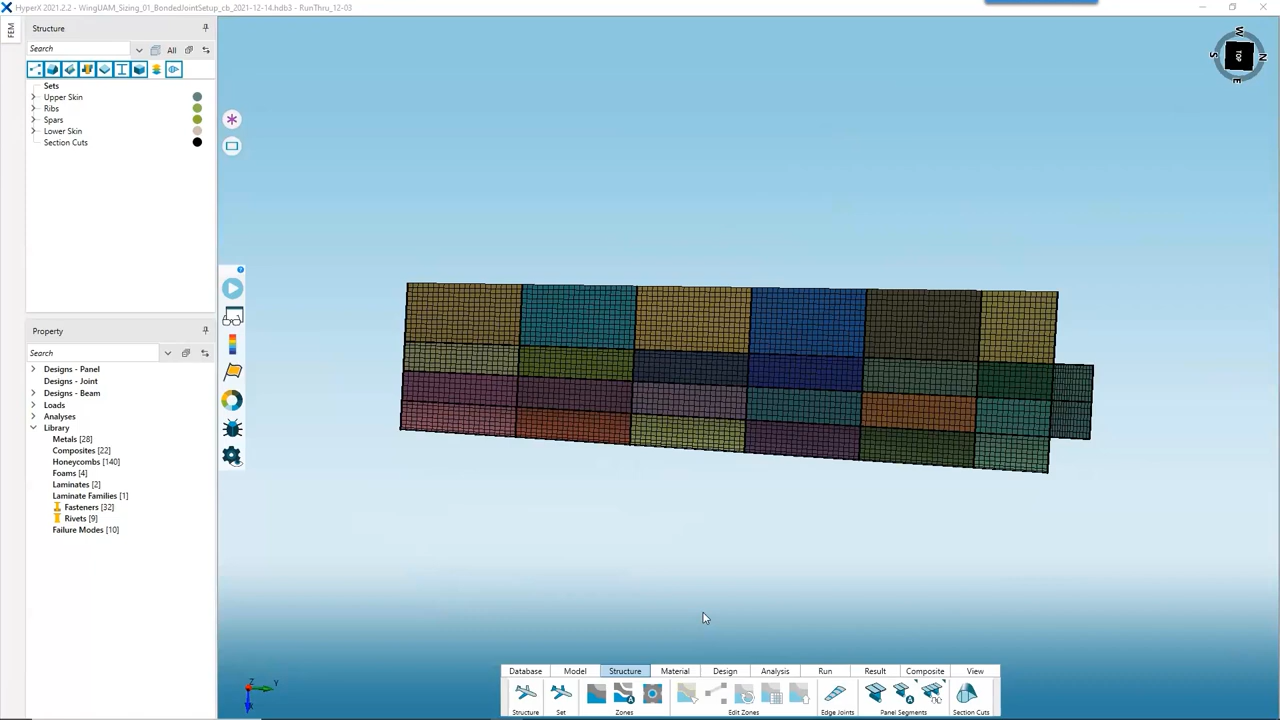 HyperX 2021.2.2 - WingUAM_Sizing_01_BondedJointSetup_cb_2021-12-14.hdb3 - RunThru_12-03
FEM
Structure
Search
All
Sets
Upper Skin
Ribs
Spars
Lower Skin
Section Cuts
Property
Search
Designs - Panel
Designs - Joint
Designs - Beam
Loads
Analyses
Library
Metals [28]
Composites [22]
Honeycombs [140]
Foams [4]
Laminates [2]
Laminate Families [1]
Fasteners [32]
Rivets [9]
Failure Modes [10]
W
S TOP N
E
Z Y
Database Model Structure Material Design Analysis Run Result Composite View
Structure Set Zones Edit Zones Edge Joints Panel Segments Section Cuts